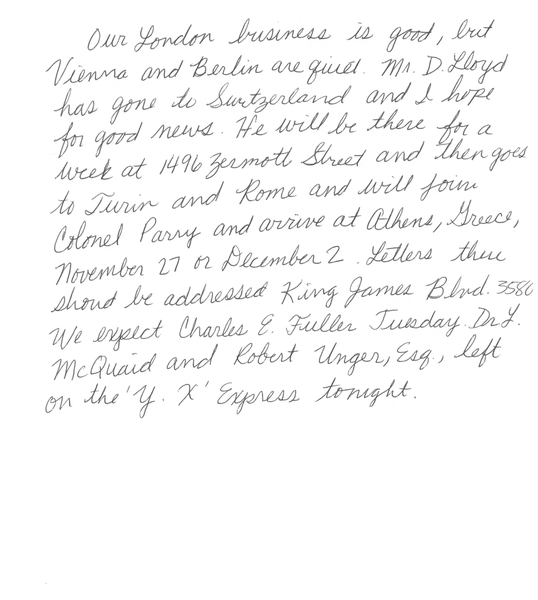 Our London business is good, but
Vienna and Berlin are quiet. Mr. D. Lloyd
has gone to Switzerland and I hope
for good news. He will be there for a
week at 1496 Zermott Street and then goes
to Turin and Rome and will join
Colonel Parry and arrive at Athens, Greece,
November 27 or December 2. Letters there
shoud be addressed King James Blvd. 3580
We expect Charles E. Fuller Tuesday. Dr. L.
McQuaid and Robert Unger, Esq., left
on the 'Y. X' Express tonight.